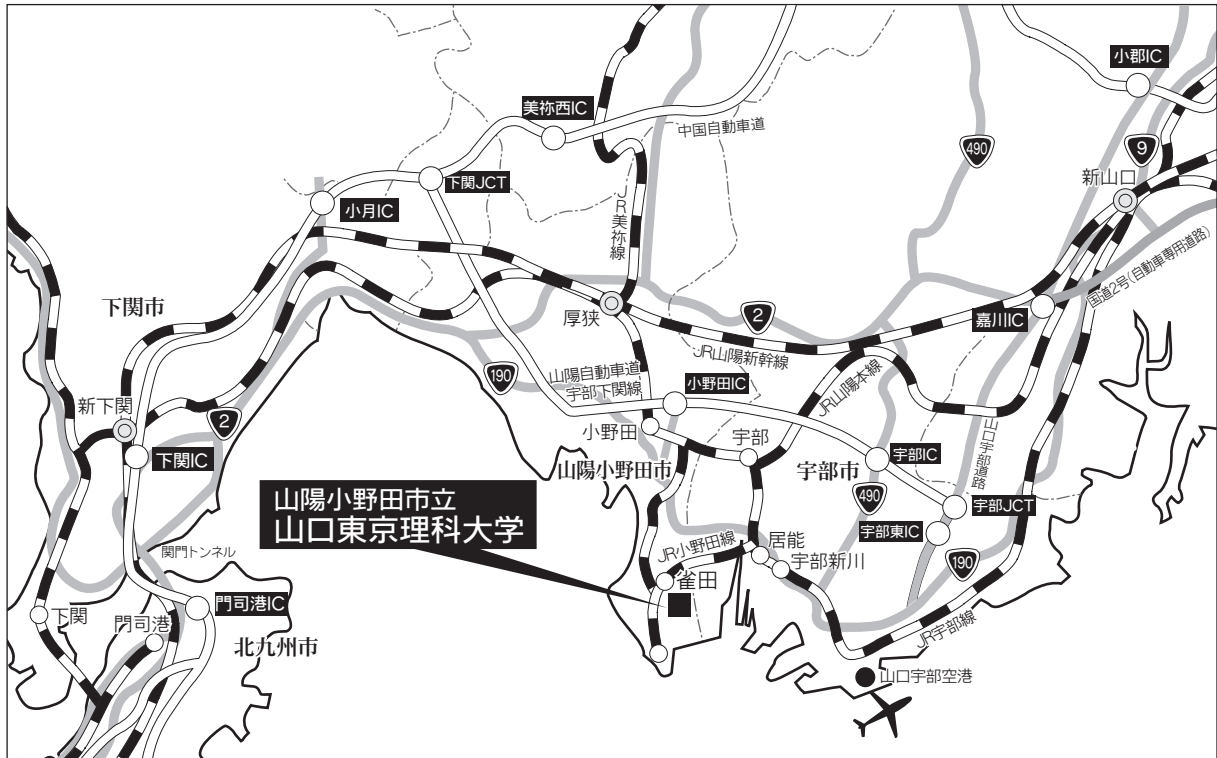 小郡IC
美祢西IC
中国自動車道
490
9
新山口
下関JCT
小月IC
JR美祢線
国道2号(自動車専用道路)
下関市
厚狭
2
嘉川IC
JR山陽新幹線
190
山陽自動車道
宇部下関線
小野田IC
JR山陽本線
新下関
2
小野田
宇部
山口宇部道路
下関IC
山陽小野田市
宇部市
宇部IC
490
宇部JCT
山陽小野田市立
山口東京理科大学
宇部東IC
関門トンネル
JR小野田線
居能
宇部新川
190
雀田
門司港IC
下関
門司港
北九州市
JR宇部線
山口宇部空港